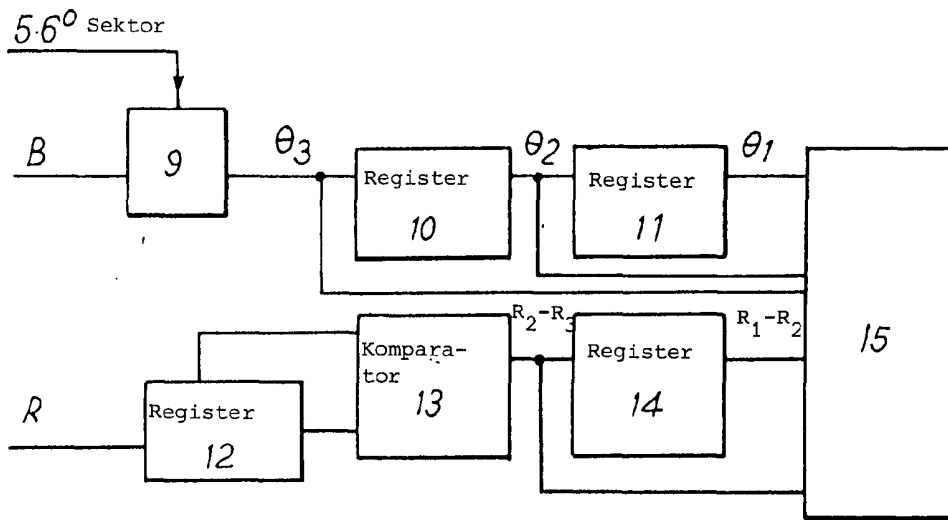 5.6° Sektor
B
9
θ3
Register
10
θ2
Register
11
θ1
15
R
Register
12
Kompara-
tor
13
R2-R3
Register
14
R1-R2